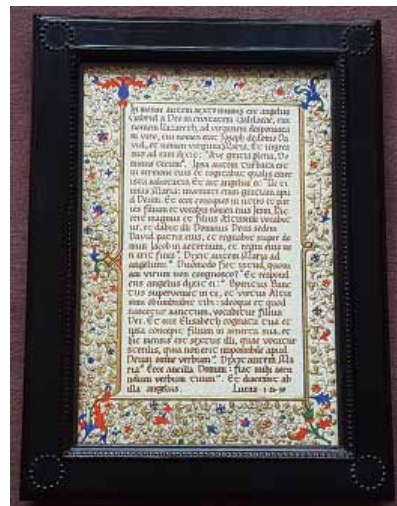 In mense autem sexto missus est angelus
Gabriel a Deo in civitatem Galilaeae, cui
nomen Nazareth, ad virginem desponsatam
viro, cui nomen erat Joseph de domo Da
vid, et nomen virginis Maria. Et ingres
sus ad eam dixit: "Ave gratia plena, Do
minus tecum". Ipsa autem turbata est
in sermone eius et cogitabat qualis esset
ista salutatio. Et ait angelus ei: "Ne ti
meas Maria: invenisti enim gratiam apu
d Deum. Et ecce concipies in utero et pari
es filium et vocabis nomen eius Jesum. Hic
erit magnus et Filius Altissimi vocabit
ur, et dabit illi Dominus Deus sedem
David patris eius, et regnabit super do
mum Jacob in aeternum, et regni eius no
n erit finis". Dixit autem Maria ad
angelum: "Quomodo fiet istud, quoni
am virum non cognosco?" Et respond
ens angelus dixit ei: "Spiritus Sanc
tus superveniet in te, et virtus Altis
simi obumbrabit tibi: ideoque et quod
nascetur sanctum, vocabitur filius
Dei. Et ecce Elisabeth cognata tua et
ipsa concepit filium in senecta sua, et
hic mensis est sextus illi, quae vocatur
sterilis, quia non erit impossibile apud
Deum omne verbum". Dixit autem Ma
ria "Ecce ancilla Domini: fiat mihi secu
ndum verbum tuum". Et discessit ab
illa angelus. Lucas · 1 · 26 · 38